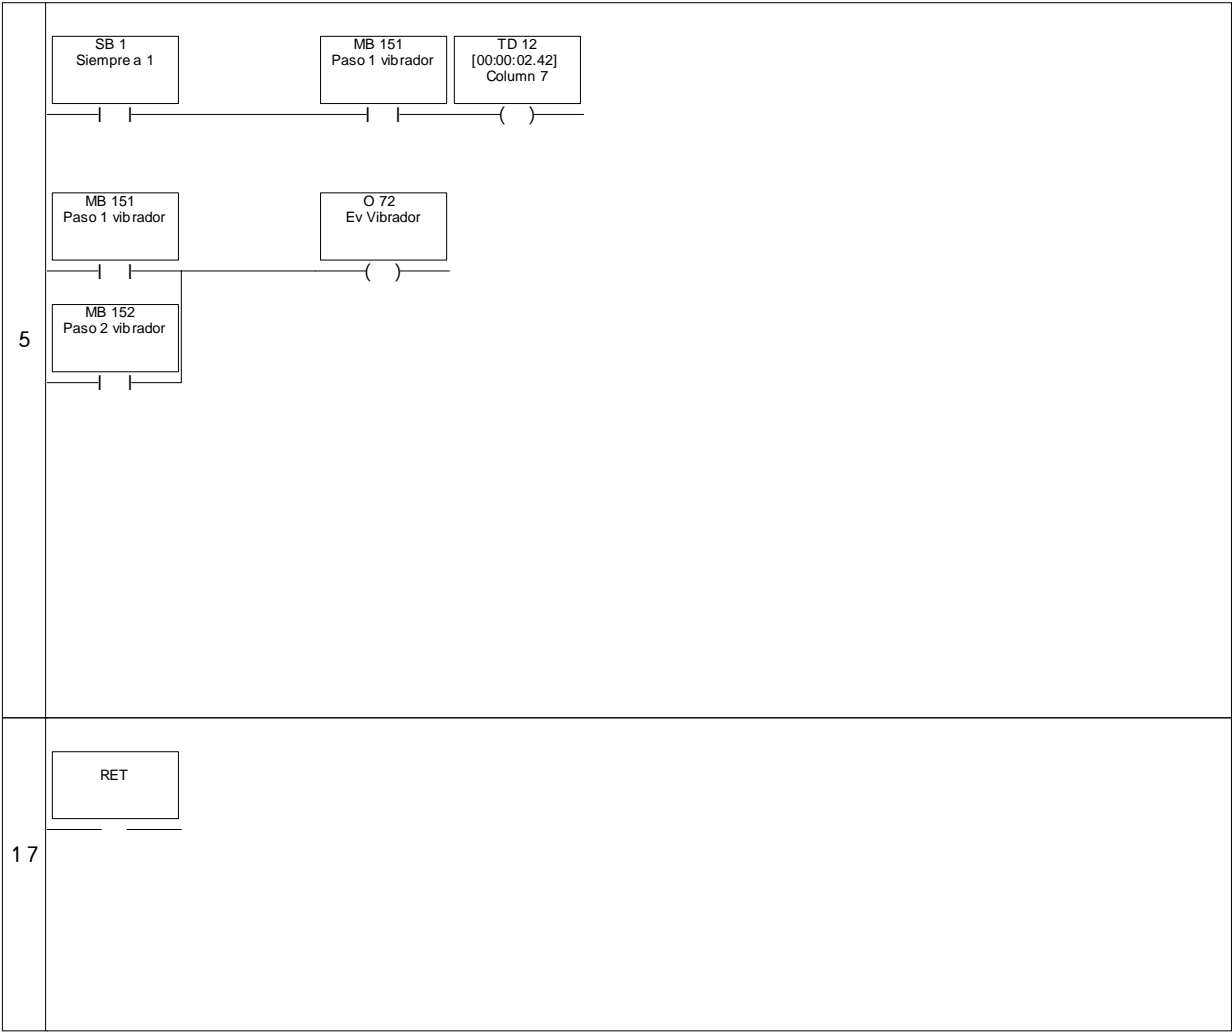 SB 1
Siempre a 1
MB 151
Paso 1 vibrador
TD 12
[00:00:02.42]
Column 7
MB 151
Paso 1 vibrador
O 72
Ev Vibrador
MB 152
Paso 2 vibrador
5
RET
17